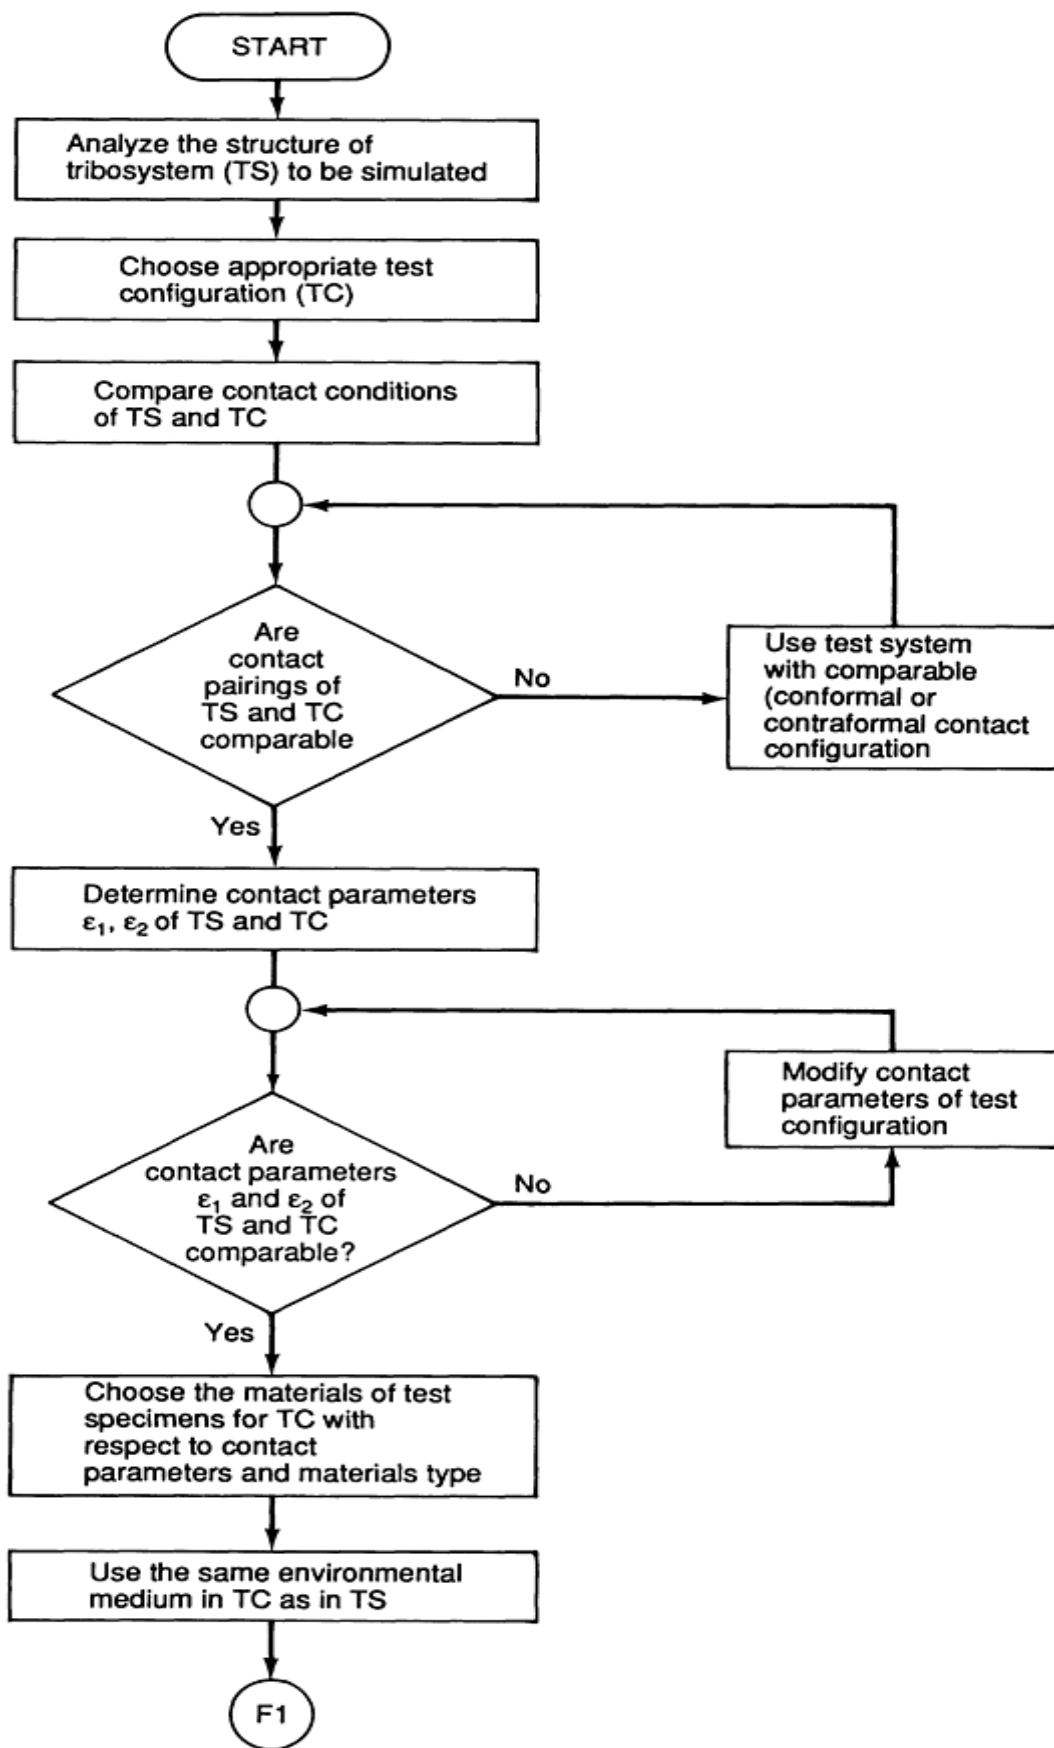 START
Analyze the structure of
tribosystem (TS) to be simulated
Choose appropriate test
configuration (TC)
Compare contact conditions
of TS and TC
Are
contact
pairings of
TS and TC
comparable
No
Use test system
with comparable
(conformal or
contraformal contact
configuration
Yes
Determine contact parameters
ε₁, ε₂ of TS and TC
Modify contact
parameters of test
configuration
Are
contact parameters
ε₁ and ε₂ of
TS and TC
comparable?
No
Yes
Choose the materials of test
specimens for TC with
respect to contact
parameters and materials type
Use the same environmental
medium in TC as in TS
F1